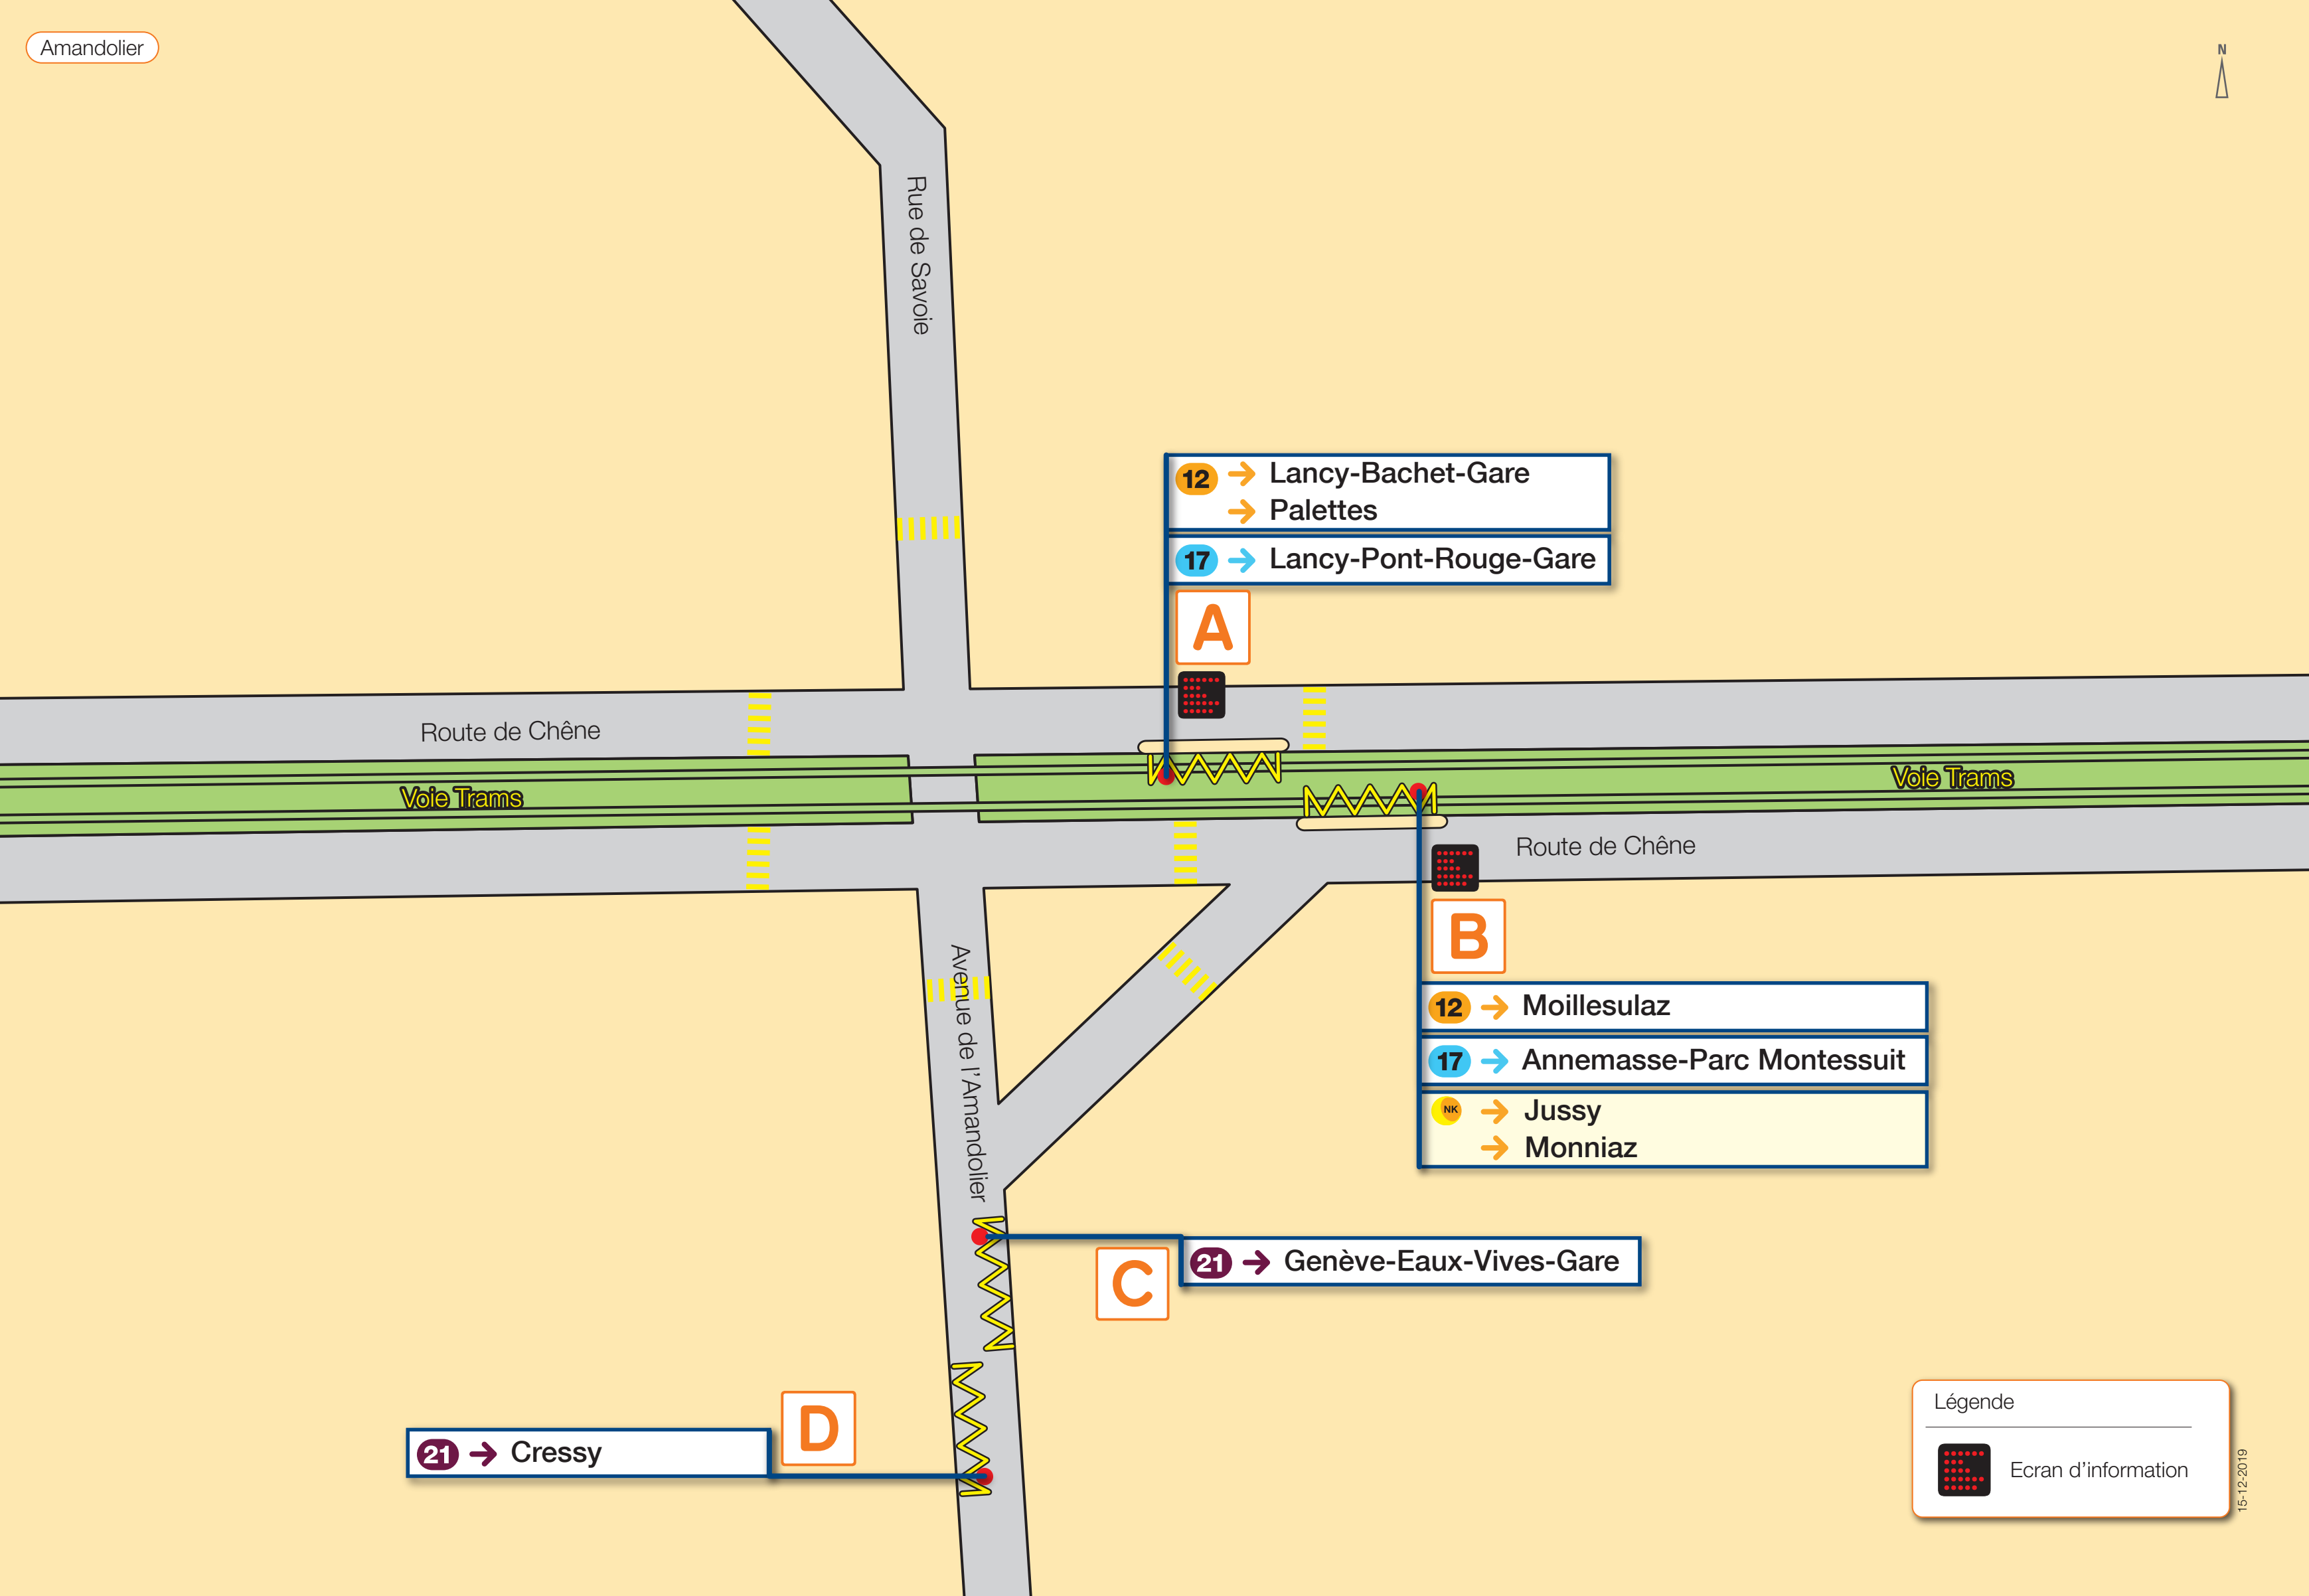 Amandolier
N
Rue de Savoie
12 → Lancy-Bachet-Gare
→ Palettes
17 → Lancy-Pont-Rouge-Gare
A
Route de Chêne
Voie Trams
Voie Trams
Route de Chêne
B
12 → Moillesulaz
17 → Annemasse-Parc Montessuit
NK → Jussy
→ Monniaz
Avenue de l'Amandolier
C
21 → Genève-Eaux-Vives-Gare
D
21 → Cressy
Légende
Ecran d'information
15-12-2019